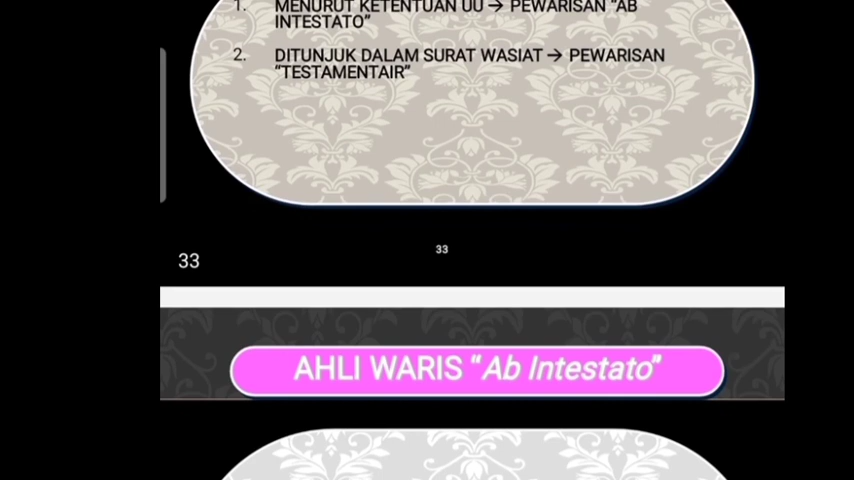 1. MENURUT KETENTUAN UU → PEWARISAN “AB
INTESTATO”
2. DITUNJUK DALAM SURAT WASIAT → PEWARISAN
“TESTAMENTAIR”
33
33
AHLI WARIS “Ab Intestato”